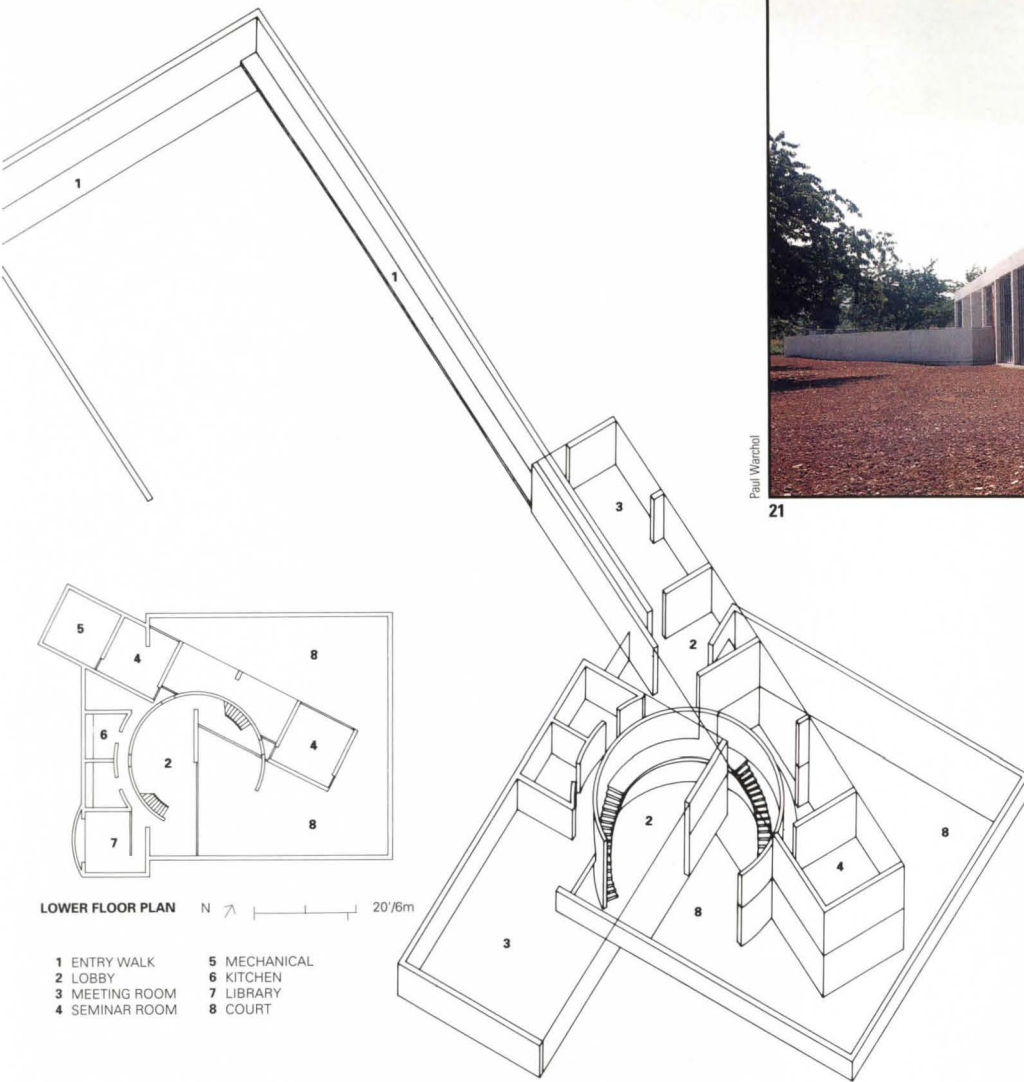 1
1
Paul Warchol
21
3
2
5
4
8
6
2
4
7
8
2
8
4
8
3
LOWER FLOOR PLAN N 20'/6m
1 ENTRY WALK
2 LOBBY
3 MEETING ROOM
4 SEMINAR ROOM
5 MECHANICAL
6 KITCHEN
7 LIBRARY
8 COURT